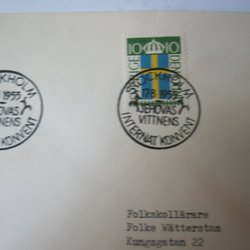 10 10
SVERIGE
STOCKHOLM
1955
JEHOVAS
VITTNENS
INTERNAT KONVENT
STOCKHOLM
17 8 1955
JEHOVAS
VITTNENS
INTERNAT KONVENT
Folkskollärare
Folke Wätterstam
Kungsgatan 22